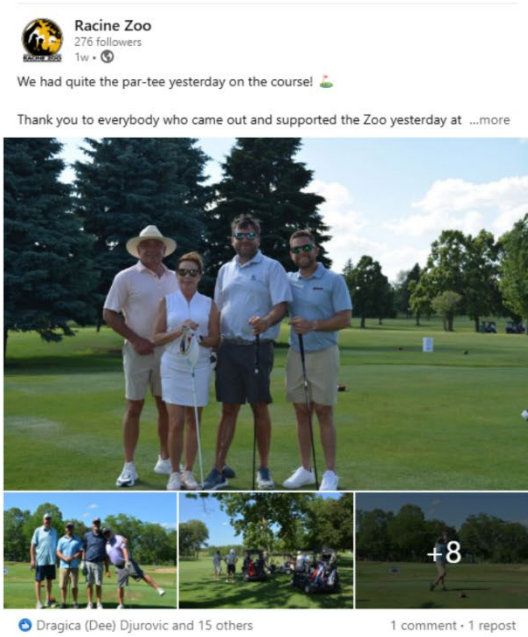 Racine Zoo
276 followers
1w •
We had quite the par-tee yesterday on the course! ⛳
Thank you to everybody who came out and supported the Zoo yesterday at ...more
RACINE ZOO
+8
Dragica (Dee) Djurovic and 15 others
1 comment · 1 repost